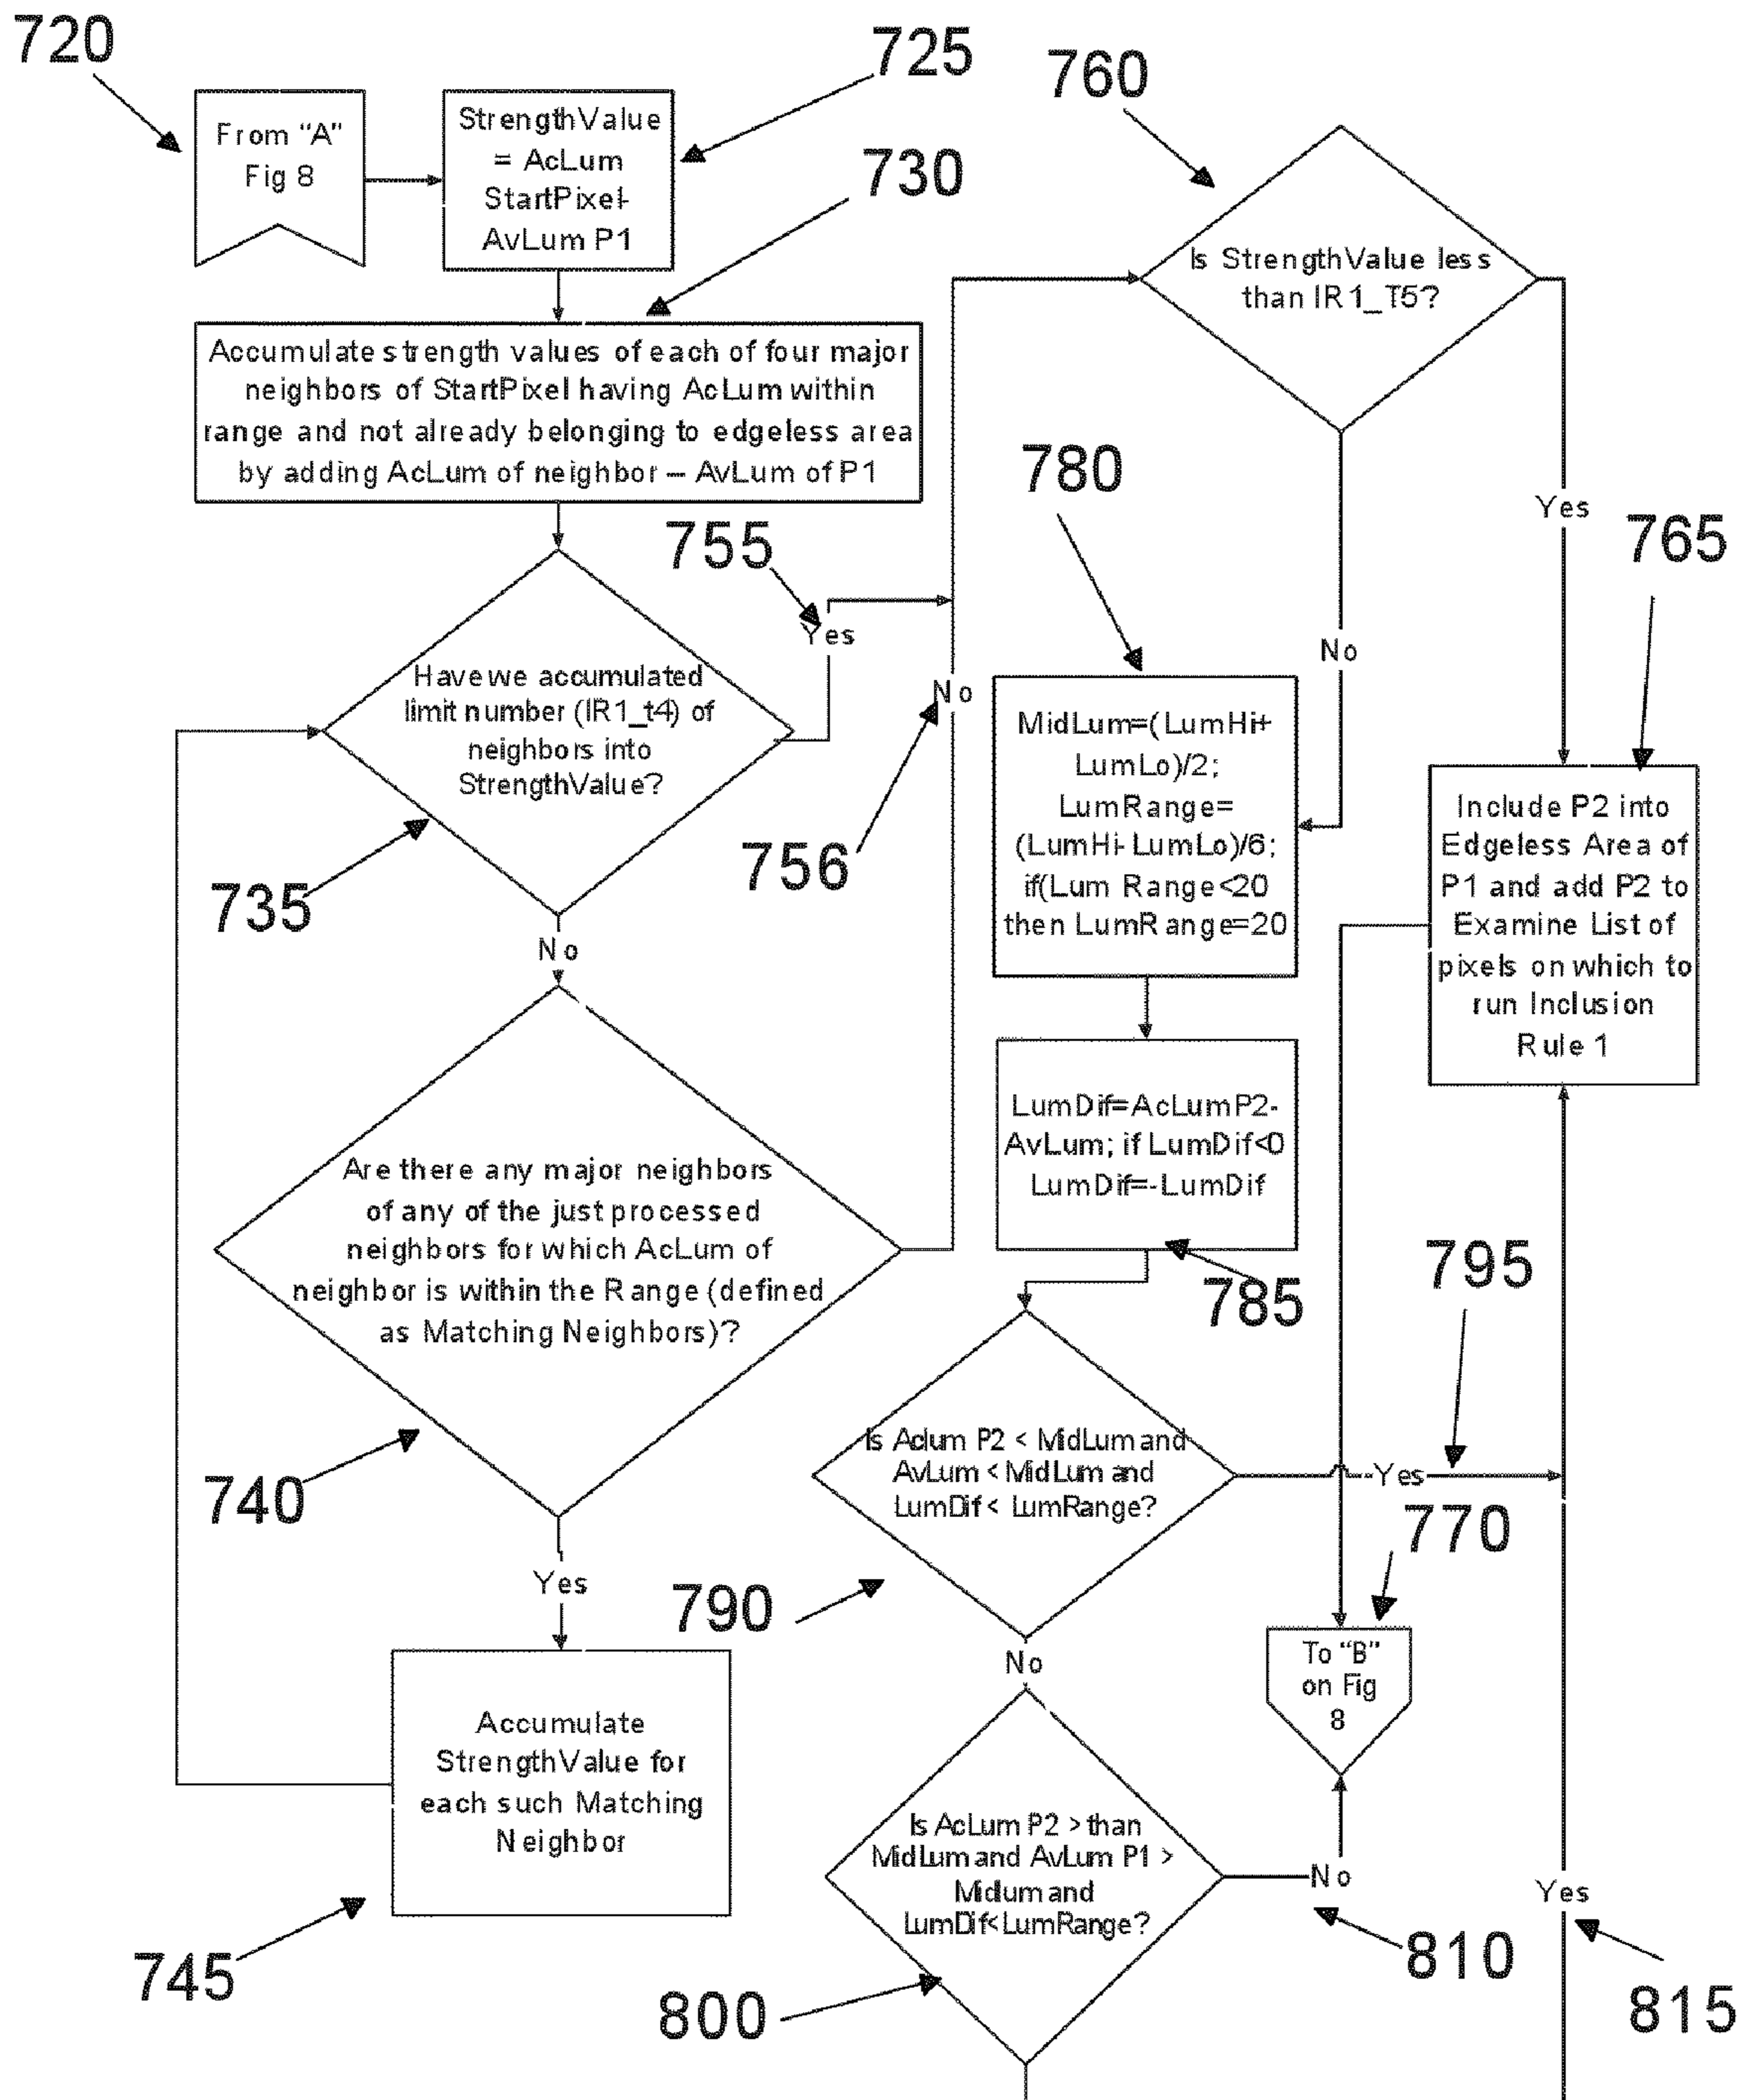 720
From "A"
Fig 8
725
StrengthValue
= AcLum
StartPixel-
AvLum P1
730
Accumulate strength values of each of four major
neighbors of StartPixel having AcLum within
range and not already belonging to edgeless area
by adding AcLum of neighbor – AvLum of P1
755
Yes
Have we accumulated
limit number (IR1_t4) of
neighbors into
StrengthValue?
735
No
756
No
Are there any major neighbors
of any of the just processed
neighbors for which AcLum of
neighbor is within the Range (defined
as Matching Neighbors)?
740
Yes
Accumulate
StrengthValue for
each such Matching
Neighbor
745
760
Is StrengthValue less
than IR1_T5?
Yes
No
765
Include P2 into
Edgeless Area of
P1 and add P2 to
Examine List of
pixels on which to
run Inclusion
Rule 1
780
MidLum=(LumHi+
LumLo)/2;
LumRange=
(LumHi-LumLo)/6;
if(Lum Range<20
then LumRange=20
LumDif=AcLumP2-
AvLum; if LumDif<0
LumDif=-LumDif
785
Is Aclum P2 < MidLum and
AvLum < MidLum and
LumDif < LumRange?
790
795
Yes
No
770
To "B"
on Fig
8
Is AcLum P2 > than
MidLum and AvLum P1 >
Midlum and
LumDif<LumRange?
800
No
810
Yes
815